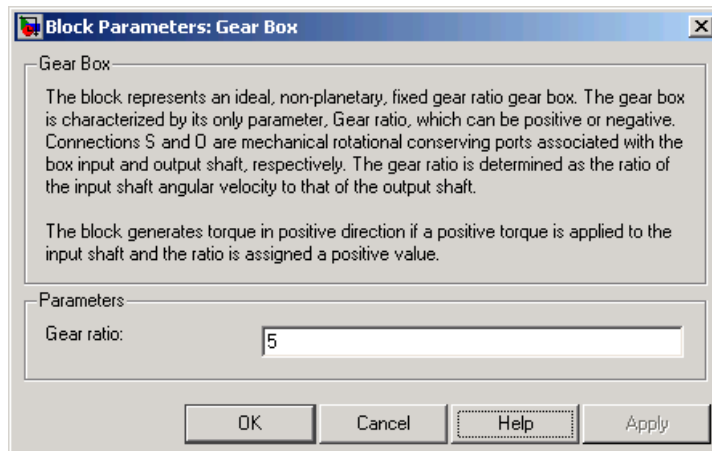 Block Parameters: Gear Box
Gear Box
The block represents an ideal, non-planetary, fixed gear ratio gear box. The gear box
is characterized by its only parameter, Gear ratio, which can be positive or negative.
Connections S and O are mechanical rotational conserving ports associated with the
box input and output shaft, respectively. The gear ratio is determined as the ratio of
the input shaft angular velocity to that of the output shaft.
The block generates torque in positive direction if a positive torque is applied to the
input shaft and the ratio is assigned a positive value.
Parameters
Gear ratio:
5
OK
Cancel
Help
Apply